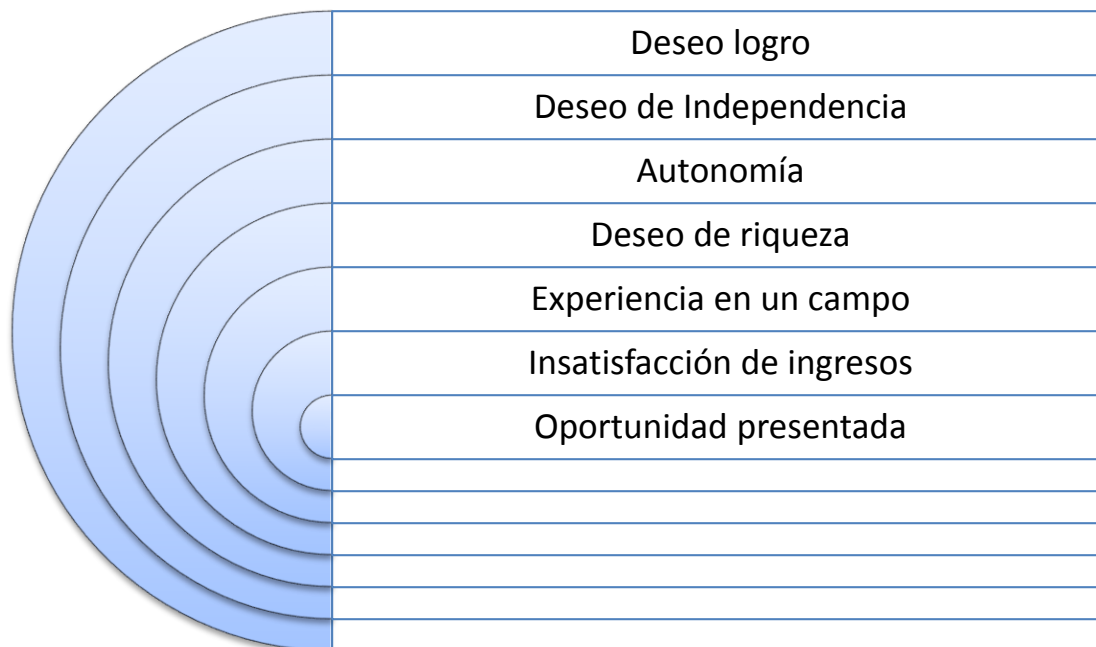 Deseo logro
Deseo de Independencia
Autonomía
Deseo de riqueza
Experiencia en un campo
Insatisfacción de ingresos
Oportunidad presentada